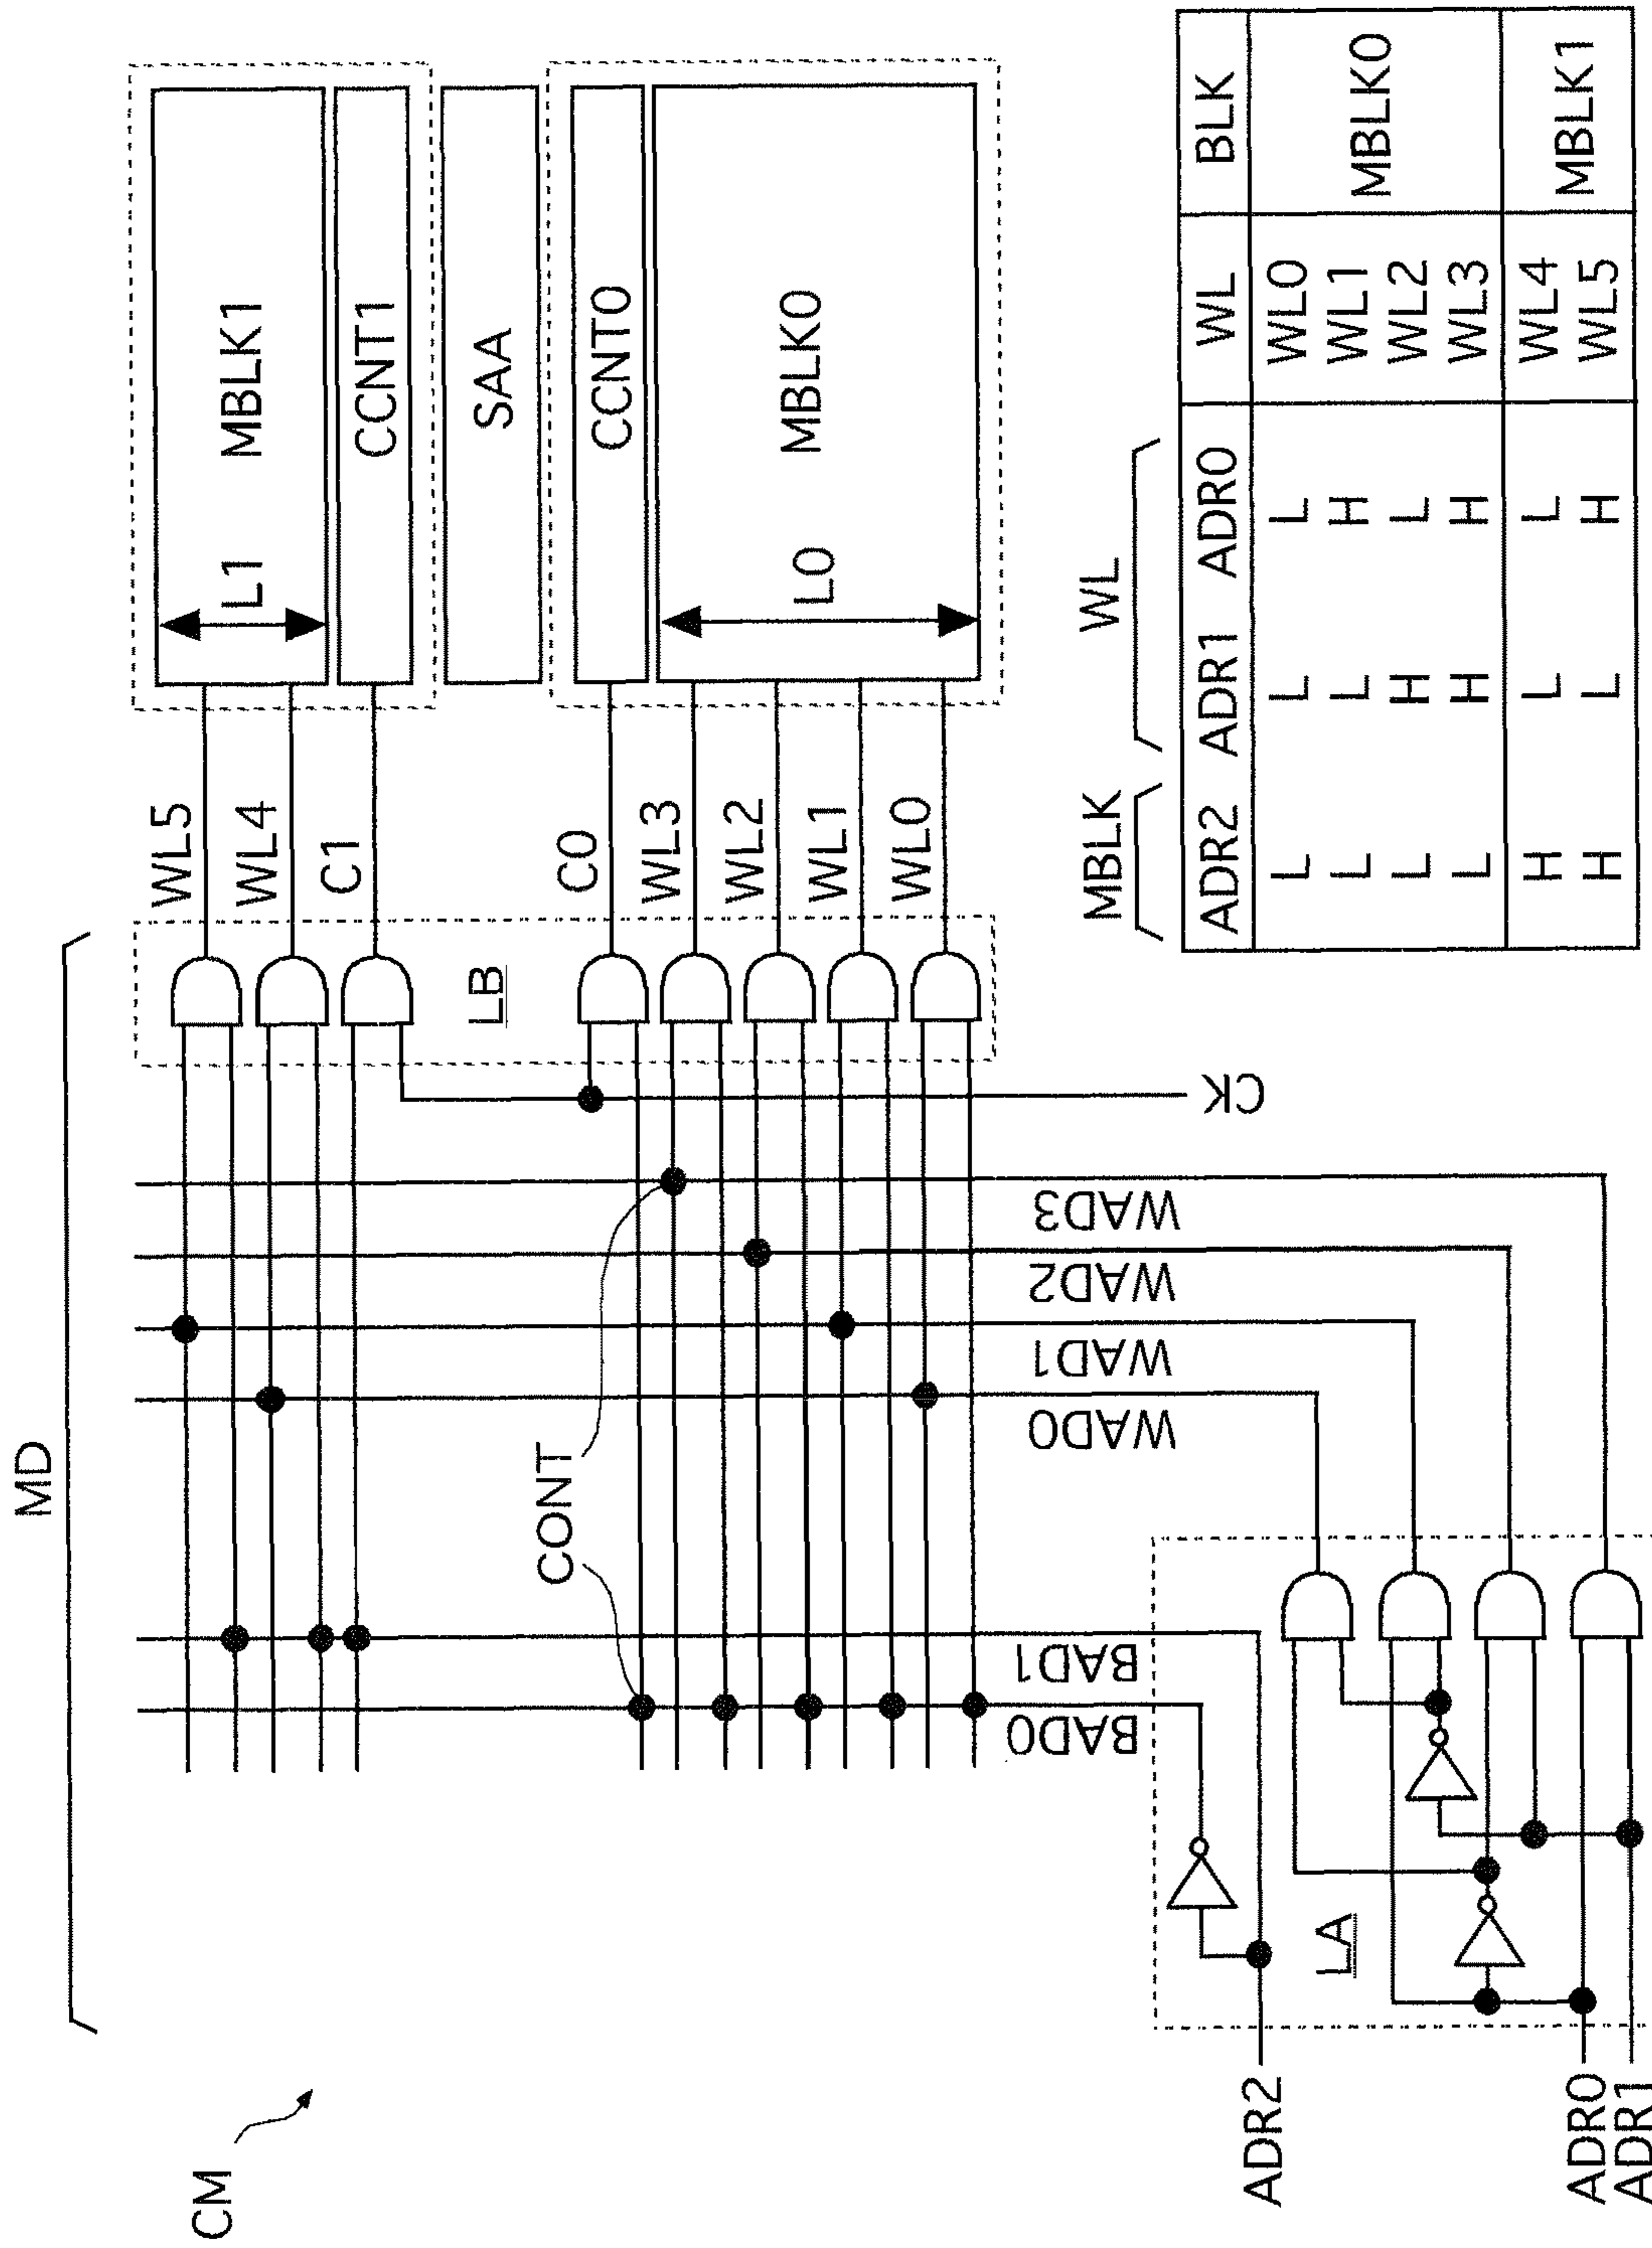 MD
CM
WL5
WL4
C1
C0
WL3
WL2
WL1
WL0
LB
L1
MBLK1
CCNT1
SAA
CCNT0
L0
MBLK0
CONT
CK
WAD3
WAD2
WAD1
WAD0
BAD1
BAD0
LA
ADR2
ADR0
ADR1
MBLK WL
ADR2 ADR1 ADR0 WL BLK
L L L WL0 MBLK0
L L H WL1
L H L WL2
L H H WL3
H L L WL4 MBLK1
H L H WL5